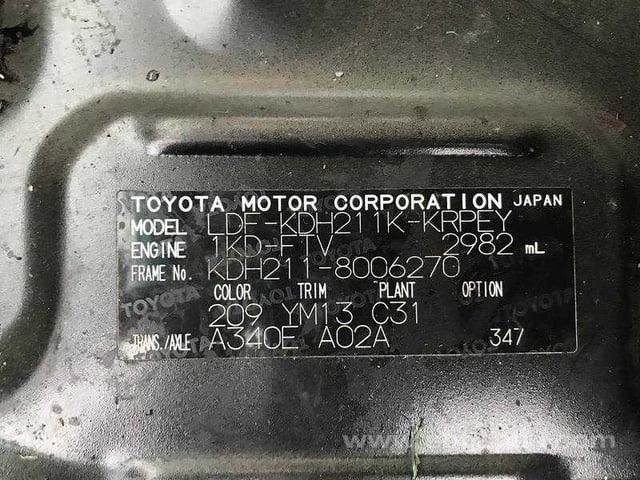 TOYOTA MOTOR CORPORATION JAPAN
MODEL LDF-KDH211K-KRPEY
ENGINE 1KD-FTV 2982 mL
FRAME No. KDH211-8006270
COLOR TRIM PLANT OPTION
209 YM13 C31
TRANS./AXLE A340E A02A 347